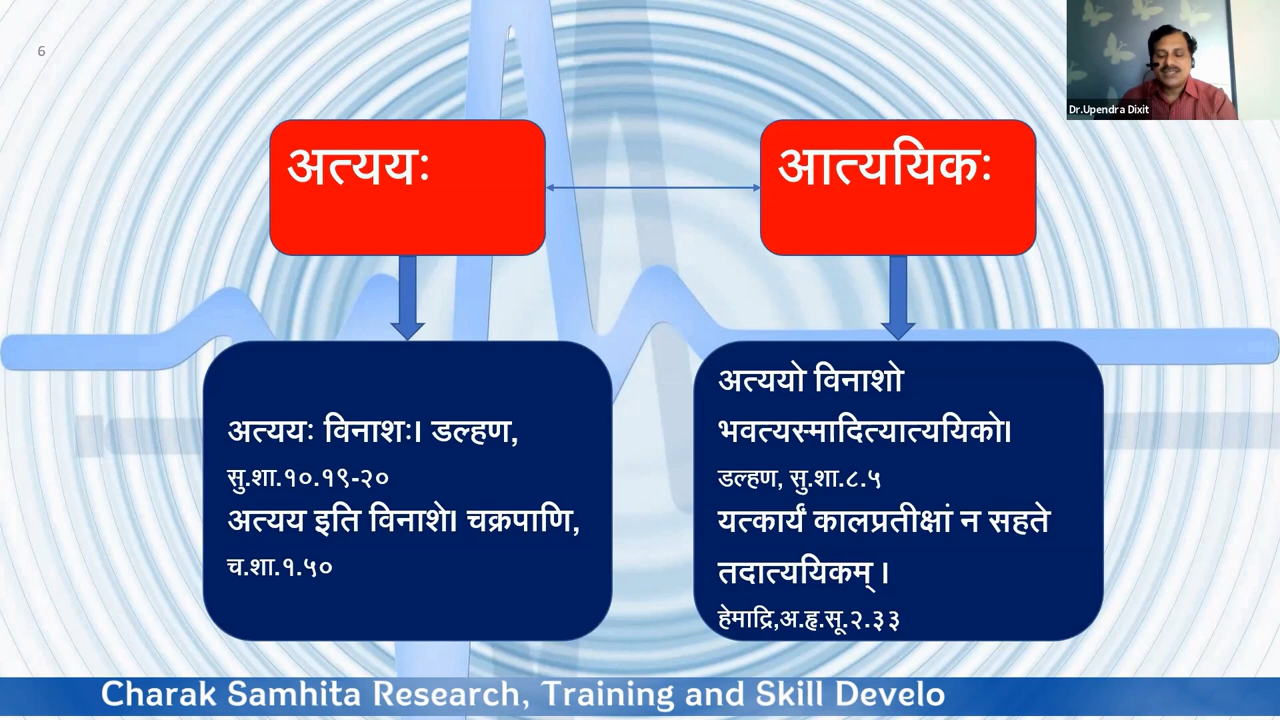 6
Dr.Upendra Dixit
अत्ययः
आत्ययिकः
अत्ययः विनाशः। डल्हण,
सु.शा.१०.१९-२०
अत्यय इति विनाशे। चक्रपाणि,
च.शा.१.५०
अत्ययो विनाशो
भवत्यस्मादित्यात्ययिको।
डल्हण, सु.शा.८.५
यत्कार्यं कालप्रतीक्षां न सहते
तदात्ययिकम् ।
हेमाद्रि,अ.हृ.सू.२.३३
Charak Samhita Research, Training and Skill Develo